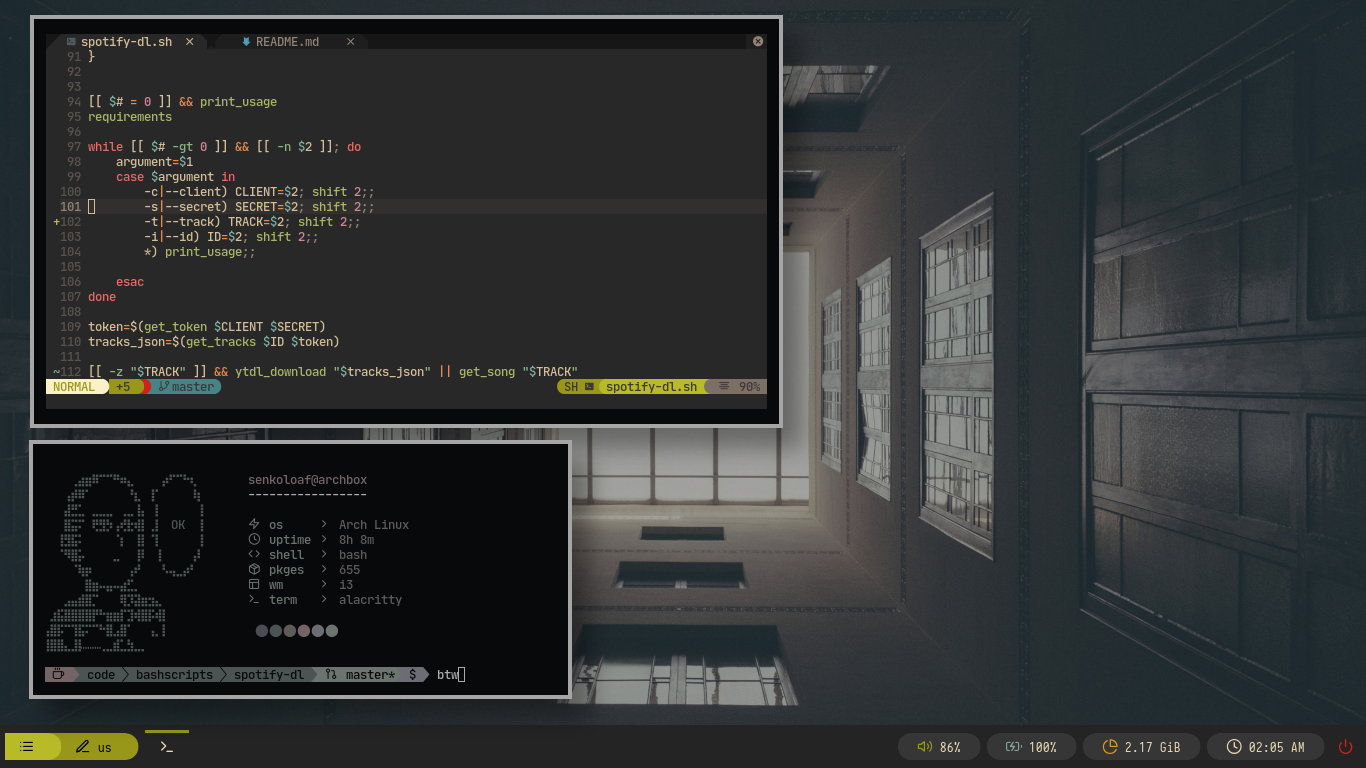 spotify-dl.sh × README.md ×
91 }
92
93
94 [[ $# = 0 ]] && print_usage
95 requirements
96
97 while [[ $# -gt 0 ]] && [[ -n $2 ]]; do
98 argument=$1
99 case $argument in
100 -c|--client) CLIENT=$2; shift 2;;
101 -s|--secret) SECRET=$2; shift 2;;
+102 -t|--track) TRACK=$2; shift 2;;
103 -i|--id) ID=$2; shift 2;;
104 *) print_usage;;
105
106 esac
107 done
108
109 token=$(get_token $CLIENT $SECRET)
110 tracks_json=$(get_tracks $ID $token)
111
~112 [[ -z "$TRACK" ]] && ytdl_download "$tracks_json" || get_song "$TRACK"
NORMAL +5 master SH spotify-dl.sh 90%
OK
senkoloaf@archbox
-----------------
os > Arch Linux
uptime > 8h 8m
shell > bash
pkges > 655
wm > i3
term > alacritty
code bashscripts spotify-dl master* $ btw
us 86% 100% 2.17 GiB 02:05 AM